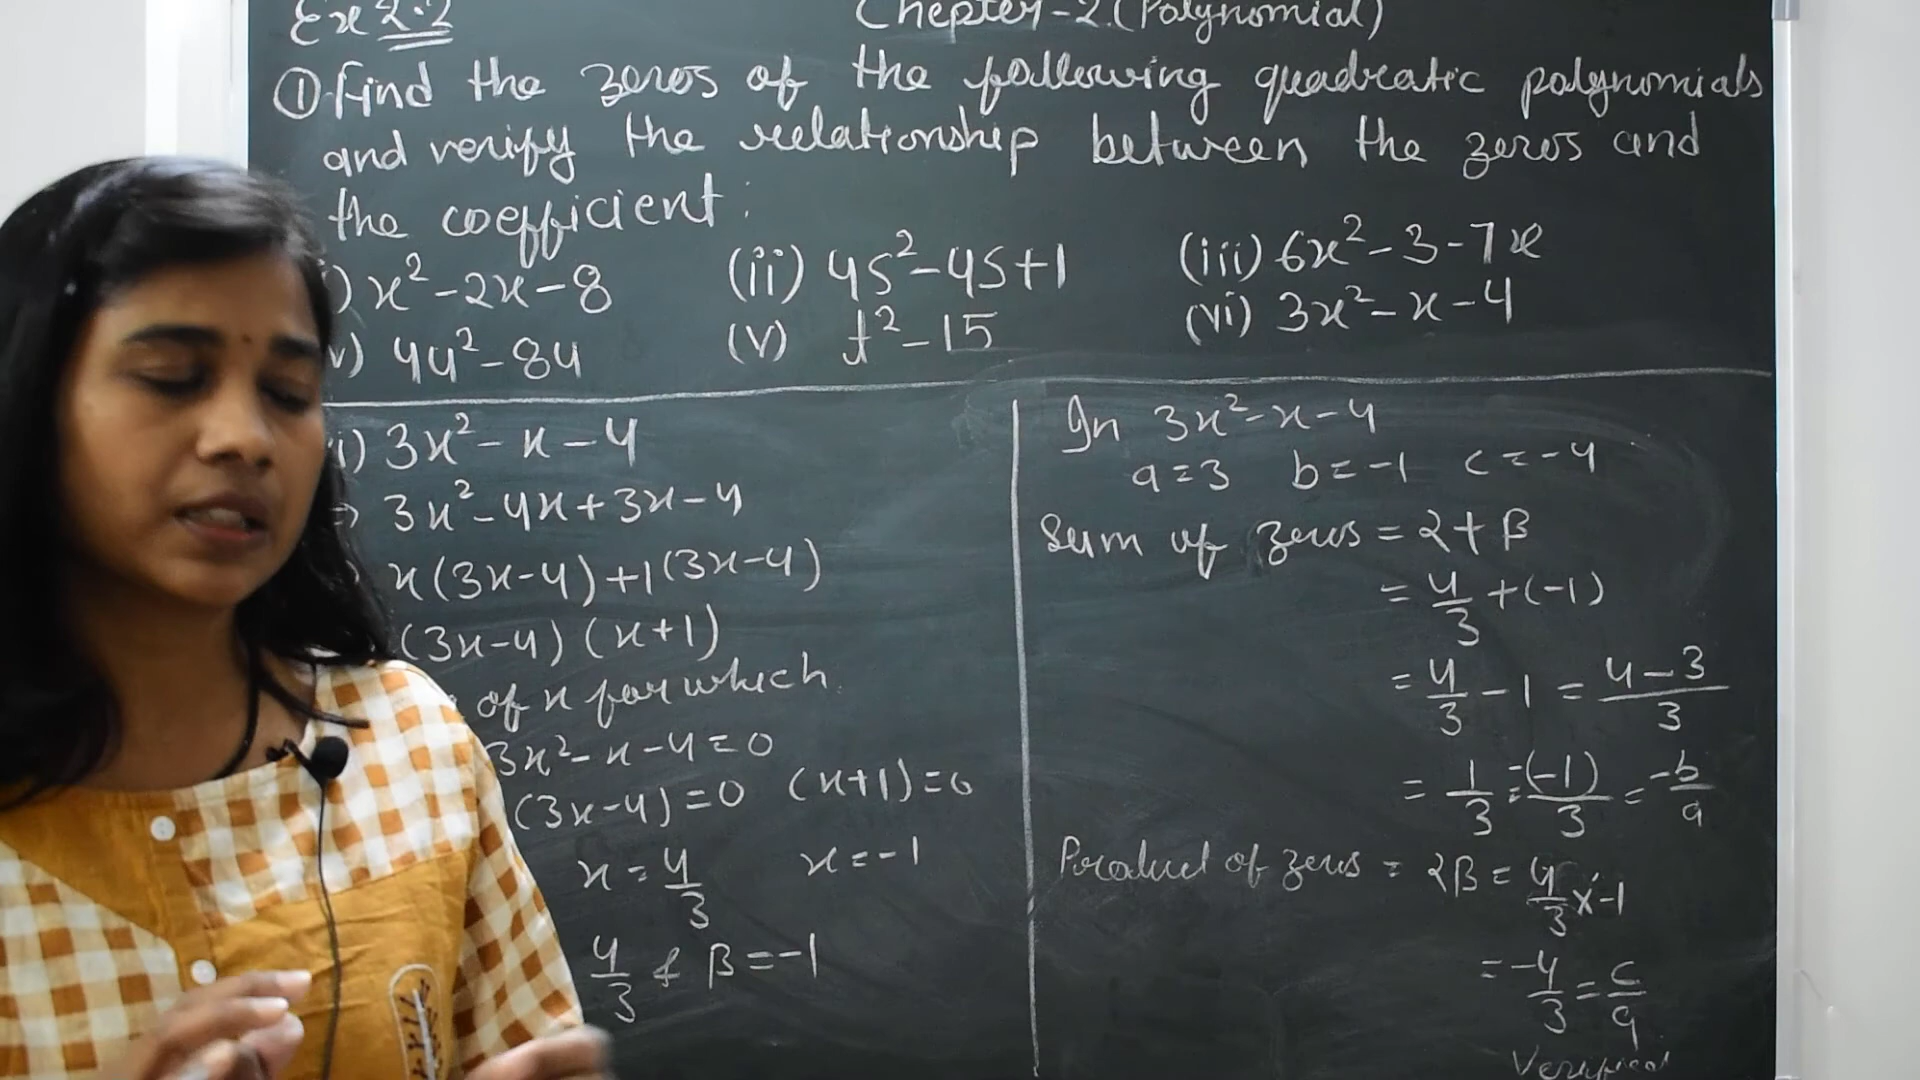 Ex 2.2 Chepter-2 (Polynomial)
① Find the zeros of the following quadratic polynomials
and verify the relationship between the zeros and
the coefficient:
) x²-2x-8 (ii) 4s²-4s+1 (iii) 6x²-3-7x
v) 4u²-8u (v) t²-15 (vi) 3x²-x-4
i) 3x²-x-4
⇒ 3x²-4x+3x-4
x(3x-4)+1(3x-4)
(3x-4)(x+1)
of x for which
3x²-x-4=0
(3x-4)=0 (x+1)=0
x=4/3 x=-1
4/3 & β=-1
In 3x²-x-4
a=3 b=-1 c=-4
Sum of zeros = α+β
= 4/3+(-1)
= 4/3-1 = 4-3/3
= 1/3 = -(-1)/3 = -b/a
Product of zeros = αβ = 4/3×-1
= -4/3 = c/a
Verified